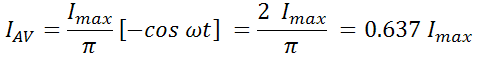 I_AV = I_max/π [−cos ωt] = 2 I_max/π = 0.637 I_max